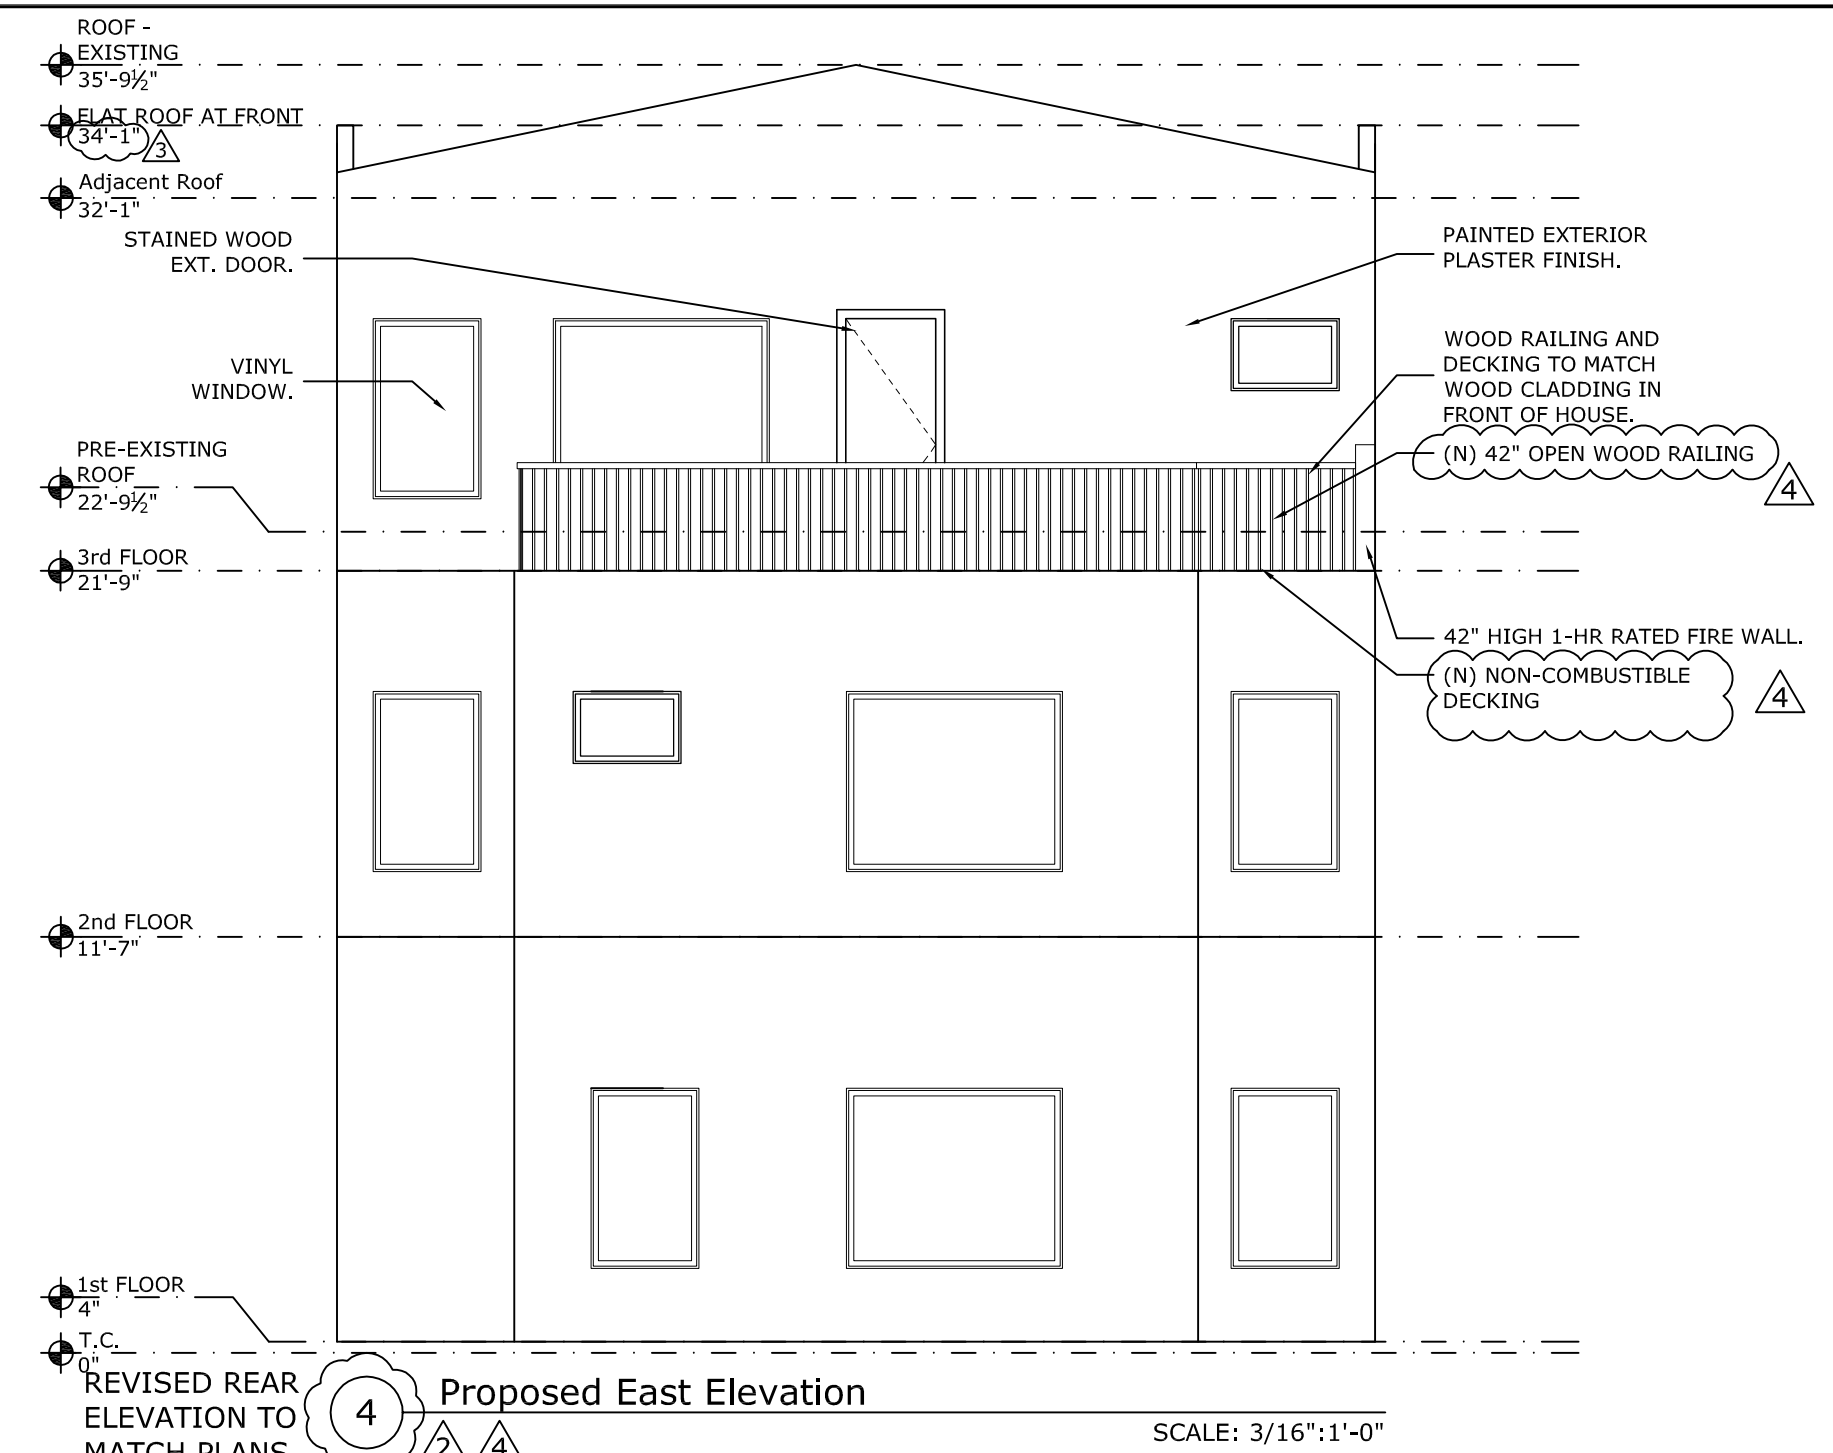 ROOF -
EXISTING
35'-9½"
FLAT ROOF AT FRONT
34'-1"
3
Adjacent Roof
32'-1"
STAINED WOOD
EXT. DOOR.
PAINTED EXTERIOR
PLASTER FINISH.
VINYL
WINDOW.
WOOD RAILING AND
DECKING TO MATCH
WOOD CLADDING IN
FRONT OF HOUSE.
(N) 42" OPEN WOOD RAILING
4
PRE-EXISTING
ROOF
22'-9½"
3rd FLOOR
21'-9"
42" HIGH 1-HR RATED FIRE WALL.
(N) NON-COMBUSTIBLE
DECKING
4
2nd FLOOR
11'-7"
1st FLOOR
4"
T.C.
0"
REVISED REAR
ELEVATION TO
MATCH PLANS
4
Proposed East Elevation
SCALE: 3/16":1'-0"
2
4